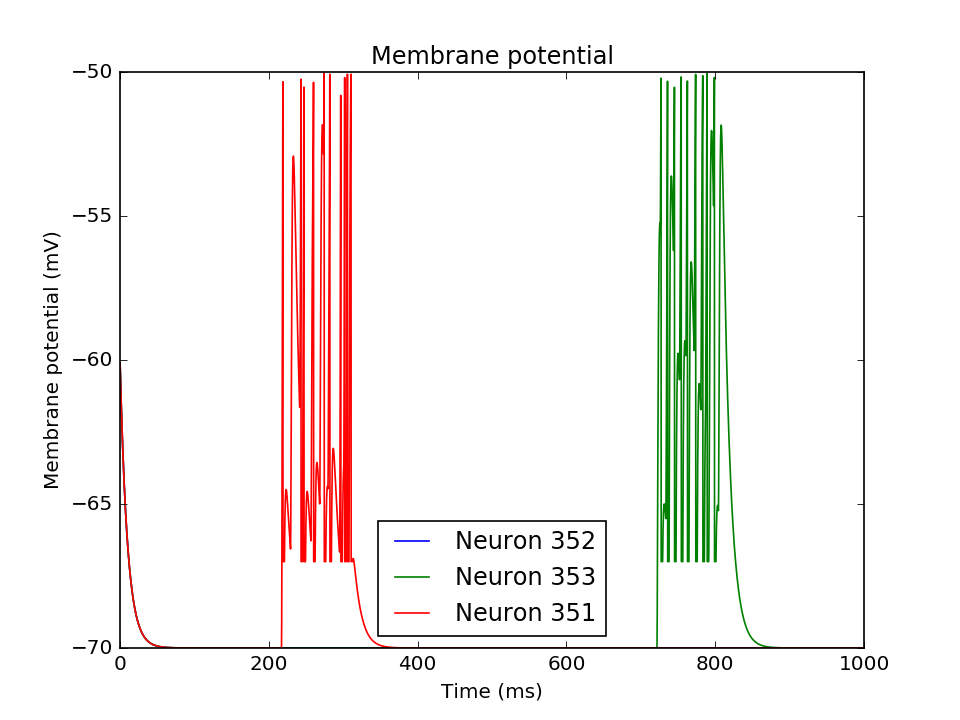 Membrane potential
−50
−55
−60
−65
−70
Membrane potential (mV)
Neuron 352
Neuron 353
Neuron 351
0
200
400
600
800
1000
Time (ms)